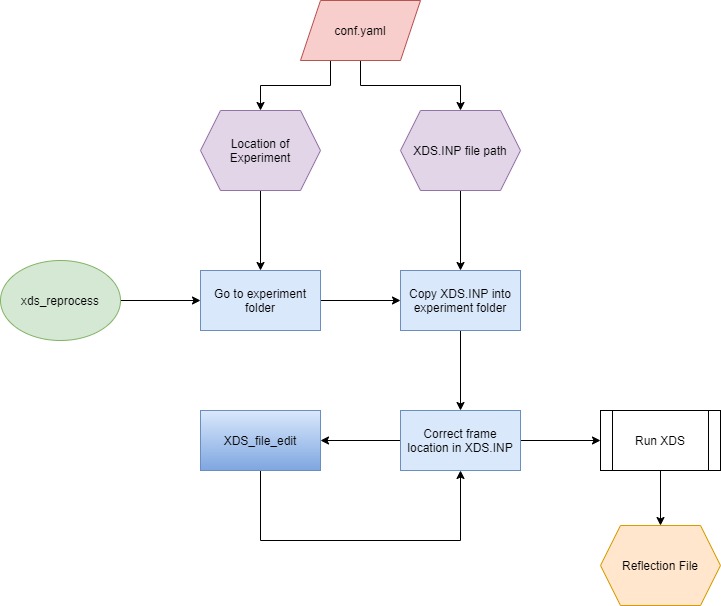 conf.yaml
Location of
Experiment
XDS.INP file path
xds_reprocess
Go to experiment
folder
Copy XDS.INP into
experiment folder
XDS_file_edit
Correct frame
location in XDS.INP
Run XDS
Reflection File